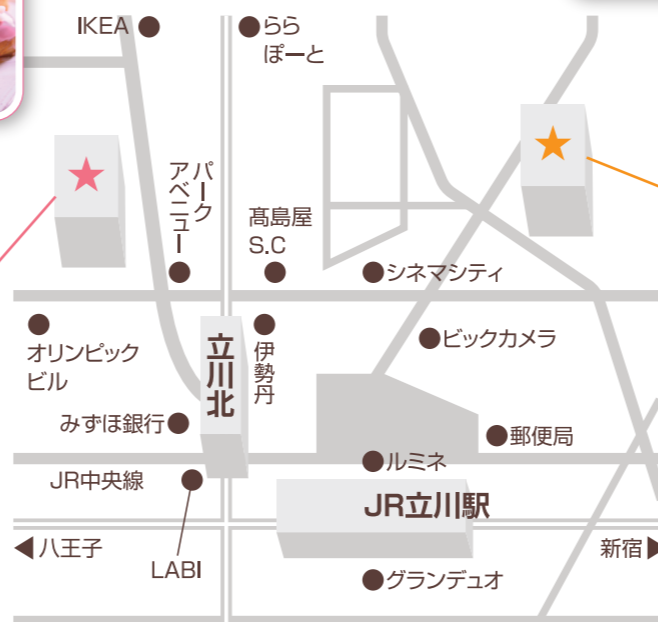 IKEA
らら
ぽーと
パーク
アベニュー
髙島屋
S.C
シネマシティ
オリンピック
ビル
立川北
伊勢丹
ビックカメラ
みずほ銀行
郵便局
ルミネ
JR中央線
JR立川駅
八王子
新宿
LABI
グランデュオ